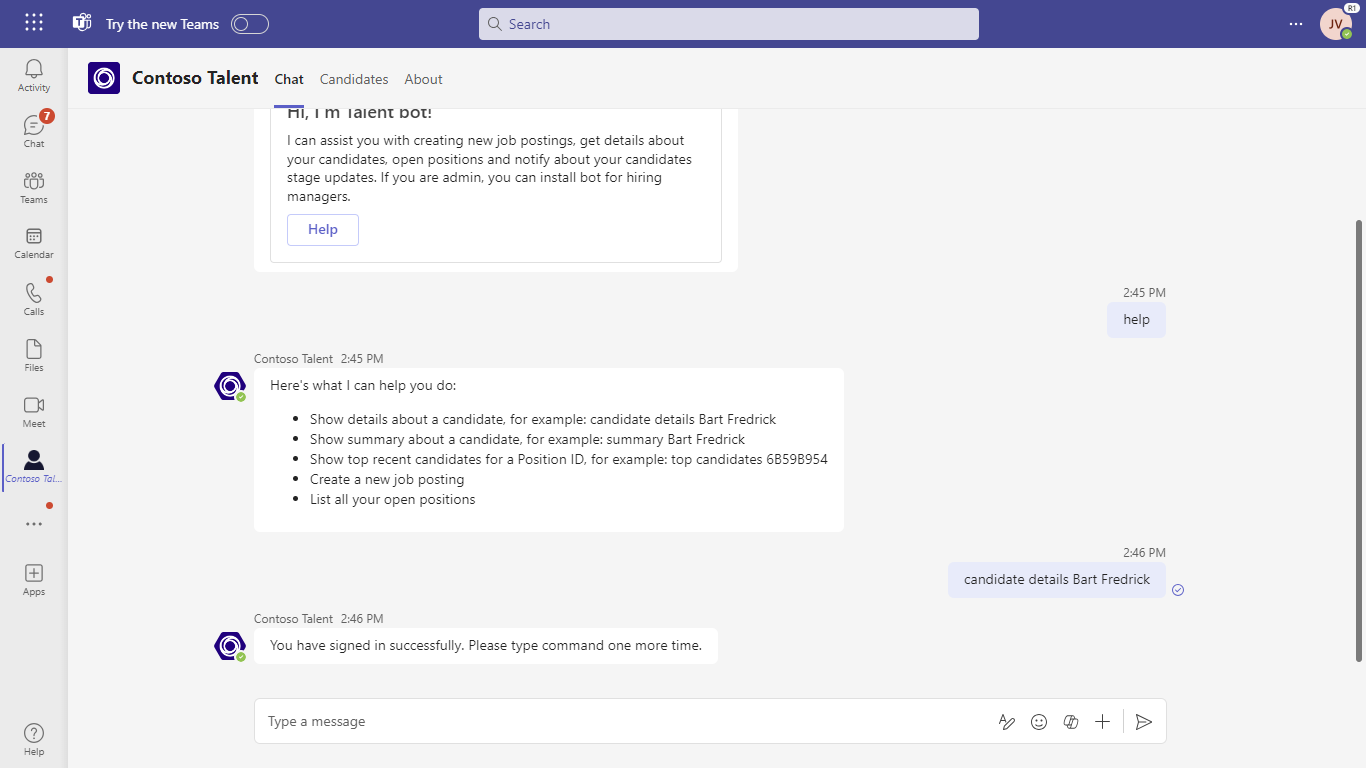 Try the new Teams
Search
R1
JV
Activity
7
Chat
Teams
Calendar
Calls
Files
Meet
Contoso Tal...
Apps
Help
Contoso Talent
Chat
Candidates
About
Hi, I'm Talent bot!
I can assist you with creating new job postings, get details about
your candidates, open positions and notify about your candidates
stage updates. If you are admin, you can install bot for hiring
managers.
Help
2:45 PM
help
Contoso Talent 2:45 PM
Here's what I can help you do:
• Show details about a candidate, for example: candidate details Bart Fredrick
• Show summary about a candidate, for example: summary Bart Fredrick
• Show top recent candidates for a Position ID, for example: top candidates 6B59B954
• Create a new job posting
• List all your open positions
2:46 PM
candidate details Bart Fredrick
Contoso Talent 2:46 PM
You have signed in successfully. Please type command one more time.
Type a message